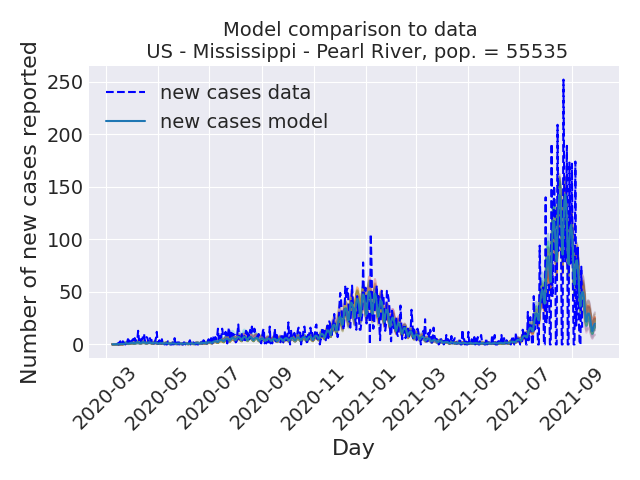 Model comparison to data
US - Mississippi - Pearl River, pop. = 55535
Number of new cases reported
250
200
150
100
50
0
new cases data
new cases model
2020-03
2020-05
2020-07
2020-09
2020-11
2021-01
2021-03
2021-05
2021-07
2021-09
Day